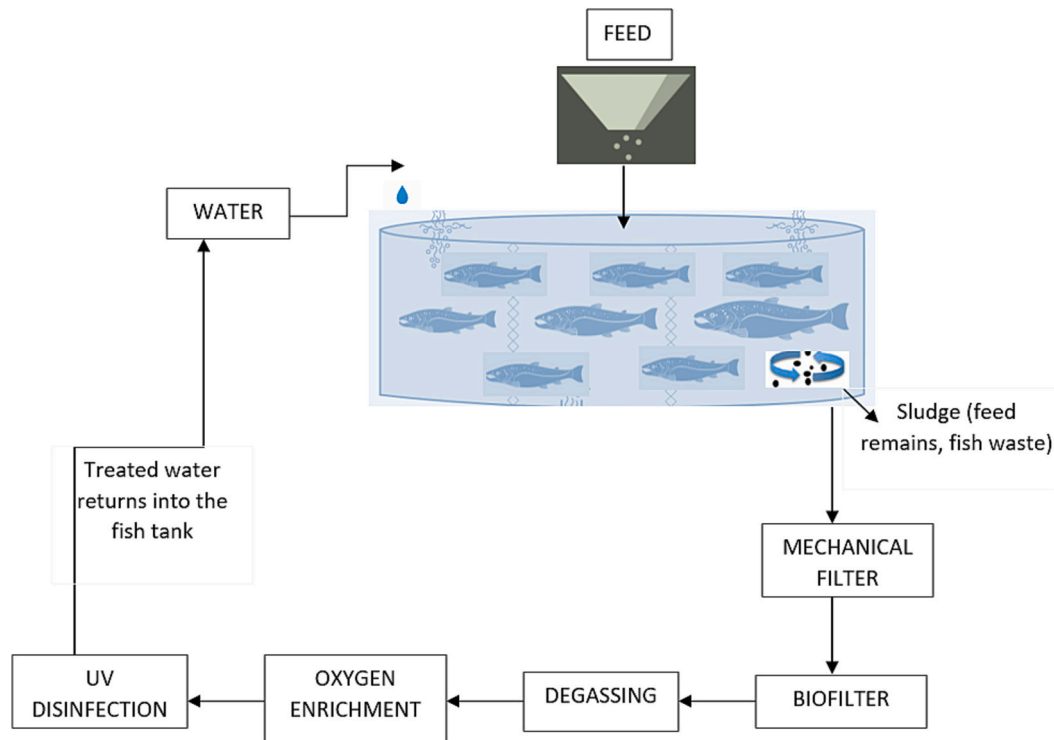 FEED
WATER
Sludge (feed
remains, fish waste)
Treated water
returns into the
fish tank
MECHANICAL
FILTER
UV
DISINFECTION
OXYGEN
ENRICHMENT
DEGASSING
BIOFILTER